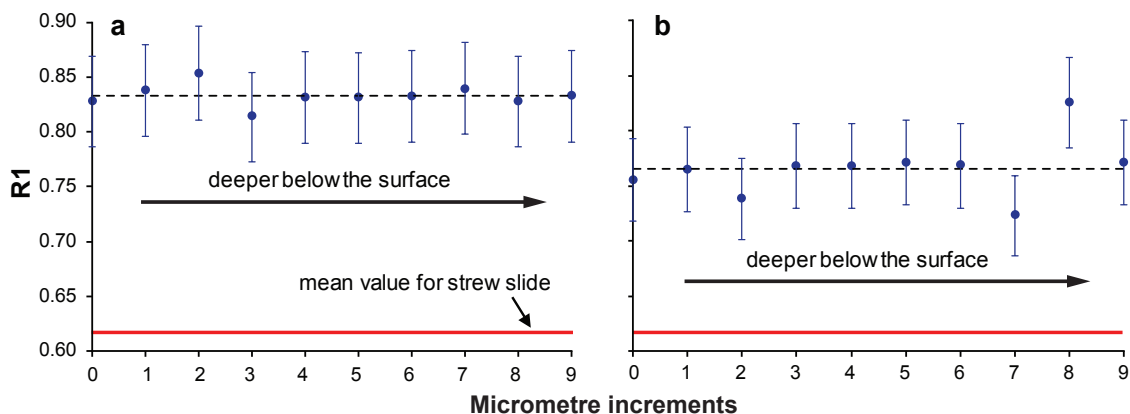 a
b
0.90
0.85
0.80
0.75
0.70
0.65
0.60
R1
deeper below the surface
mean value for strew slide
deeper below the surface
0 1 2 3 4 5 6 7 8 9
0 1 2 3 4 5 6 7 8 9
Micrometre increments